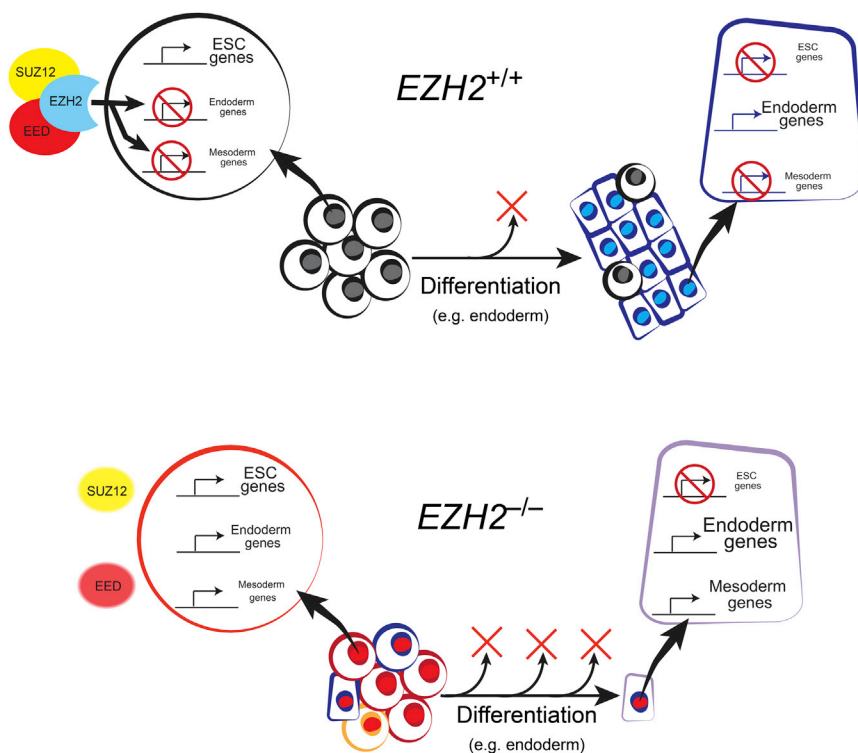 SUZ12
EZH2
EED
ESC
genes
Endoderm
genes
Mesoderm
genes
EZH2+/+
ESC
genes
Endoderm
genes
Mesoderm
genes
Differentiation
(e.g. endoderm)
SUZ12
EED
ESC
genes
Endoderm
genes
Mesoderm
genes
EZH2–/–
ESC
genes
Endoderm
genes
Mesoderm
genes
Differentiation
(e.g. endoderm)